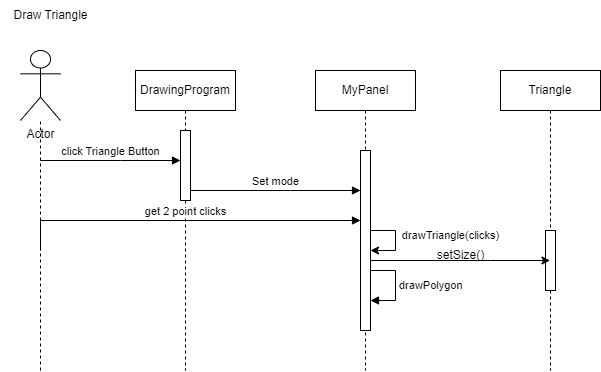 Draw Triangle
DrawingProgram
MyPanel
Triangle
Actor
click Triangle Button
Set mode
get 2 point clicks
drawTriangle(clicks)
setSize()
drawPolygon